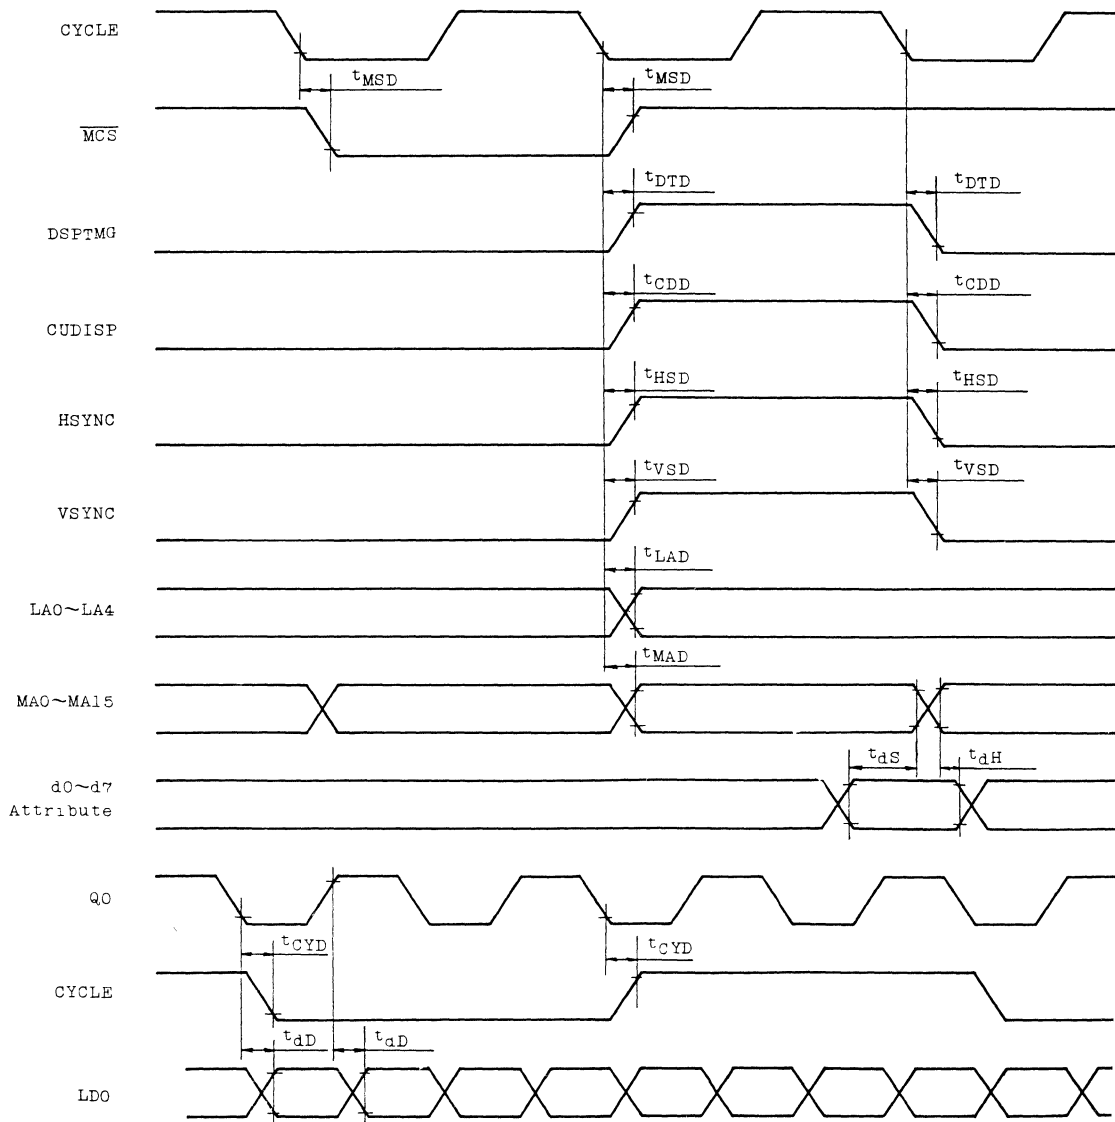 CYCLE
tMSD tMSD
MCS
tDTD tDTD
DSPTMG
tCDD tCDD
CUDISP
tHSD tHSD
HSYNC
tVSD tVSD
VSYNC
tLAD
LA0~LA4
tMAD
MA0~MA15
tdS tdH
d0~d7
Attribute
Q0
tCYD tCYD
CYCLE
tdD tdD
LD0